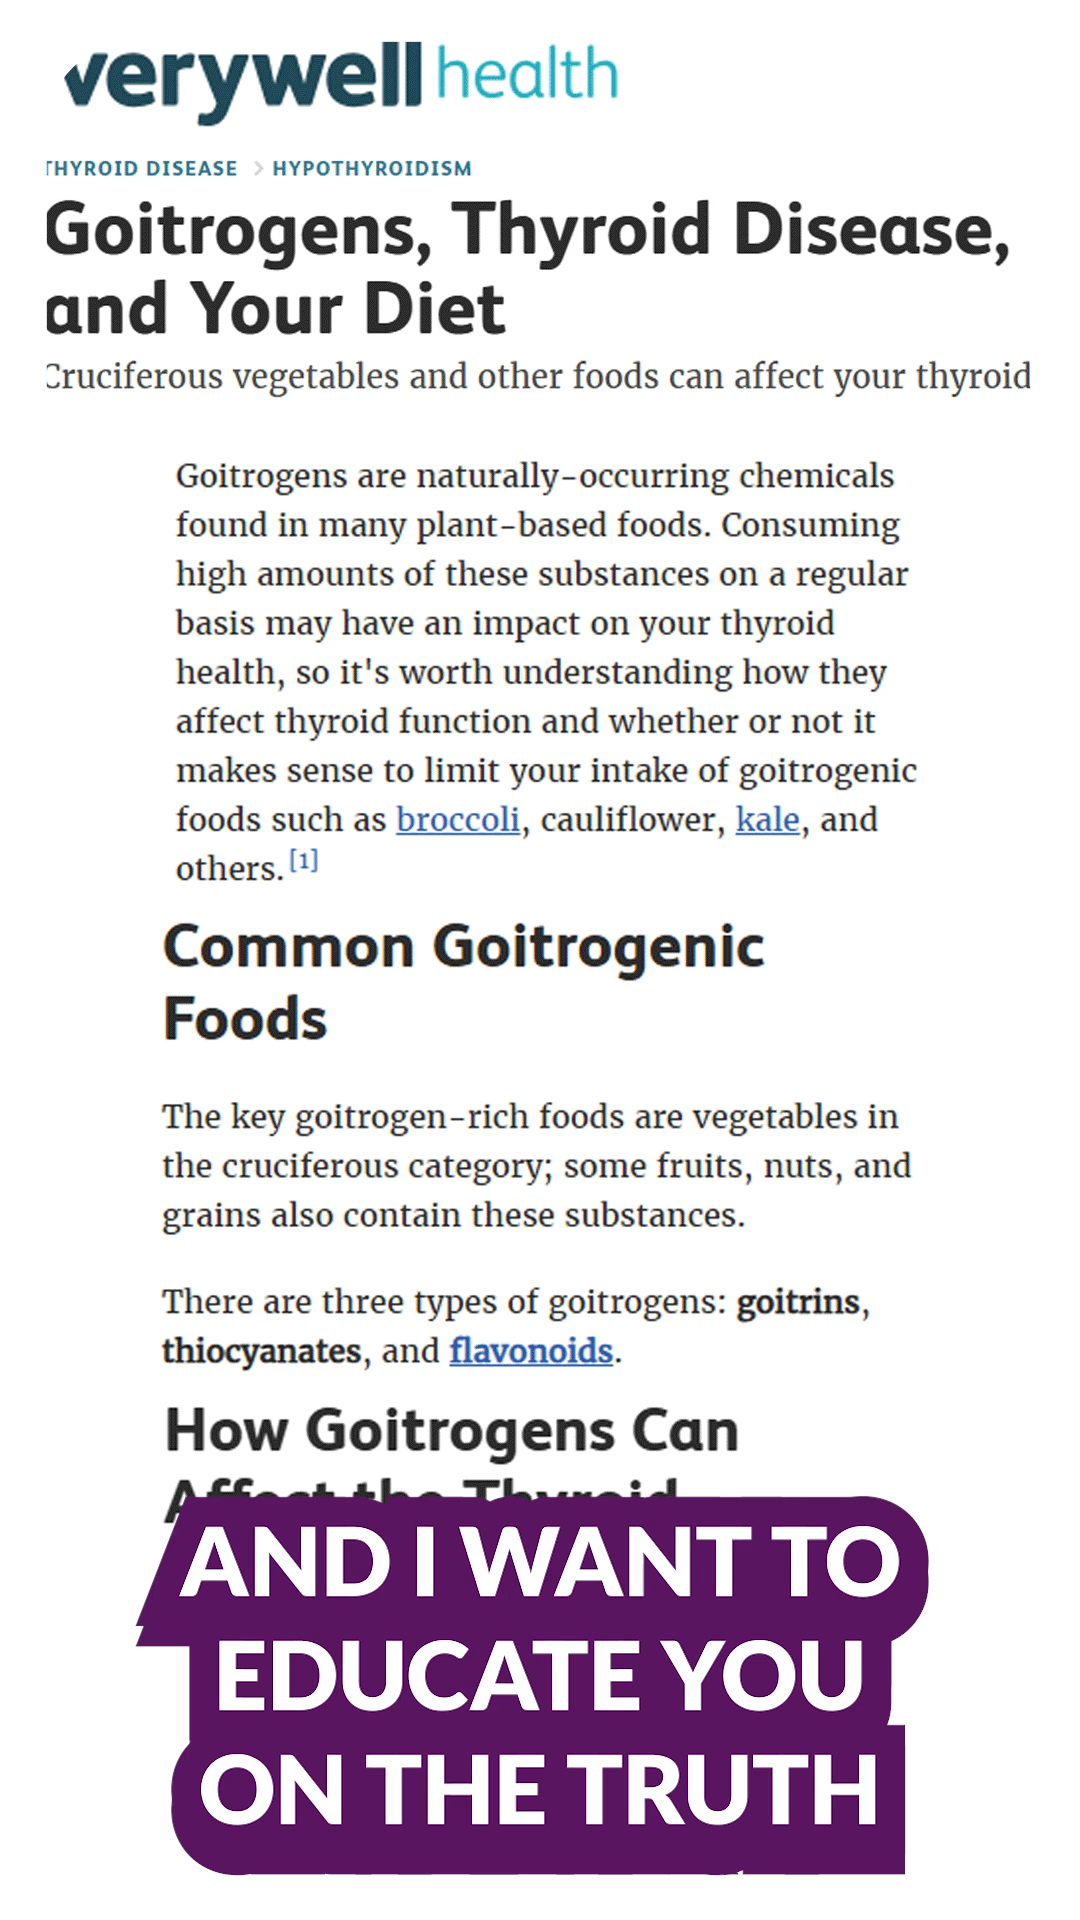 verywell health
THYROID DISEASE > HYPOTHYROIDISM
Goitrogens, Thyroid Disease,
and Your Diet
Cruciferous vegetables and other foods can affect your thyroid
Goitrogens are naturally-occurring chemicals
found in many plant-based foods. Consuming
high amounts of these substances on a regular
basis may have an impact on your thyroid
health, so it's worth understanding how they
affect thyroid function and whether or not it
makes sense to limit your intake of goitrogenic
foods such as broccoli, cauliflower, kale, and
others. [1]
Common Goitrogenic
Foods
The key goitrogen-rich foods are vegetables in
the cruciferous category; some fruits, nuts, and
grains also contain these substances.
There are three types of goitrogens: goitrins,
thiocyanates, and flavonoids.
How Goitrogens Can
Affect the Thyroid
AND I WANT TO
EDUCATE YOU
ON THE TRUTH